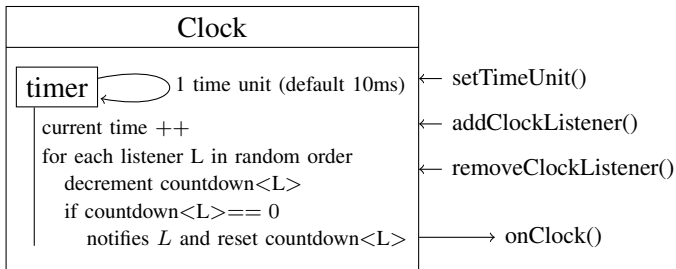 Clock
timer
1 time unit (default 10ms)
current time ++
for each listener L in random order
decrement countdown<L>
if countdown<L>== 0
notifies L and reset countdown<L>
setTimeUnit()
addClockListener()
removeClockListener()
onClock()